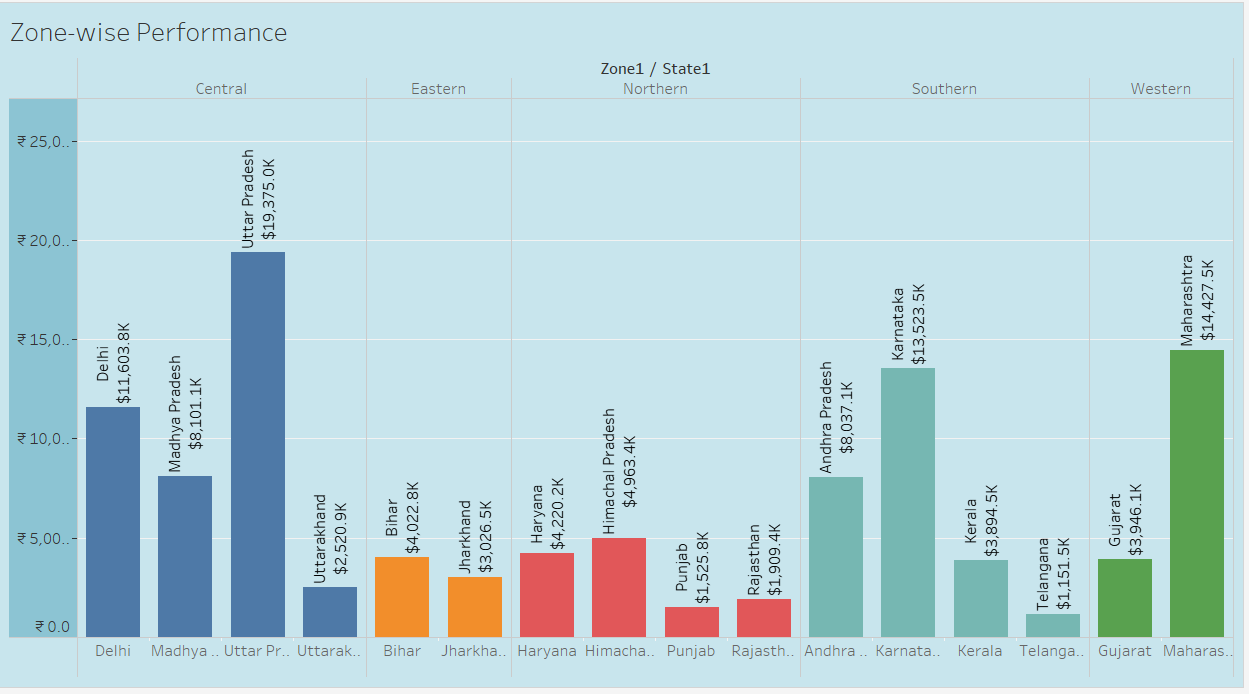 Zone-wise Performance
Zone1 / State1
Central
Eastern
Northern
Southern
Western
₹ 25,0..
₹ 20,0..
₹ 15,0..
₹ 10,0..
₹ 5,00..
₹ 0.0
Delhi
$11,603.8K
Madhya Pradesh
$8,101.1K
Uttar Pradesh
$19,375.0K
Uttarakhand
$2,520.9K
Bihar
$4,022.8K
Jharkhand
$3,026.5K
Haryana
$4,220.2K
Himachal Pradesh
$4,963.4K
Punjab
$1,525.8K
Rajasthan
$1,909.4K
Andhra Pradesh
$8,037.1K
Karnataka
$13,523.5K
Kerala
$3,894.5K
Telangana
$1,151.5K
Gujarat
$3,946.1K
Maharashtra
$14,427.5K
Delhi
Madhya ..
Uttar Pr..
Uttarak..
Bihar
Jharkha..
Haryana
Himacha..
Punjab
Rajasth..
Andhra ..
Karnata..
Kerala
Telanga..
Gujarat
Maharas..